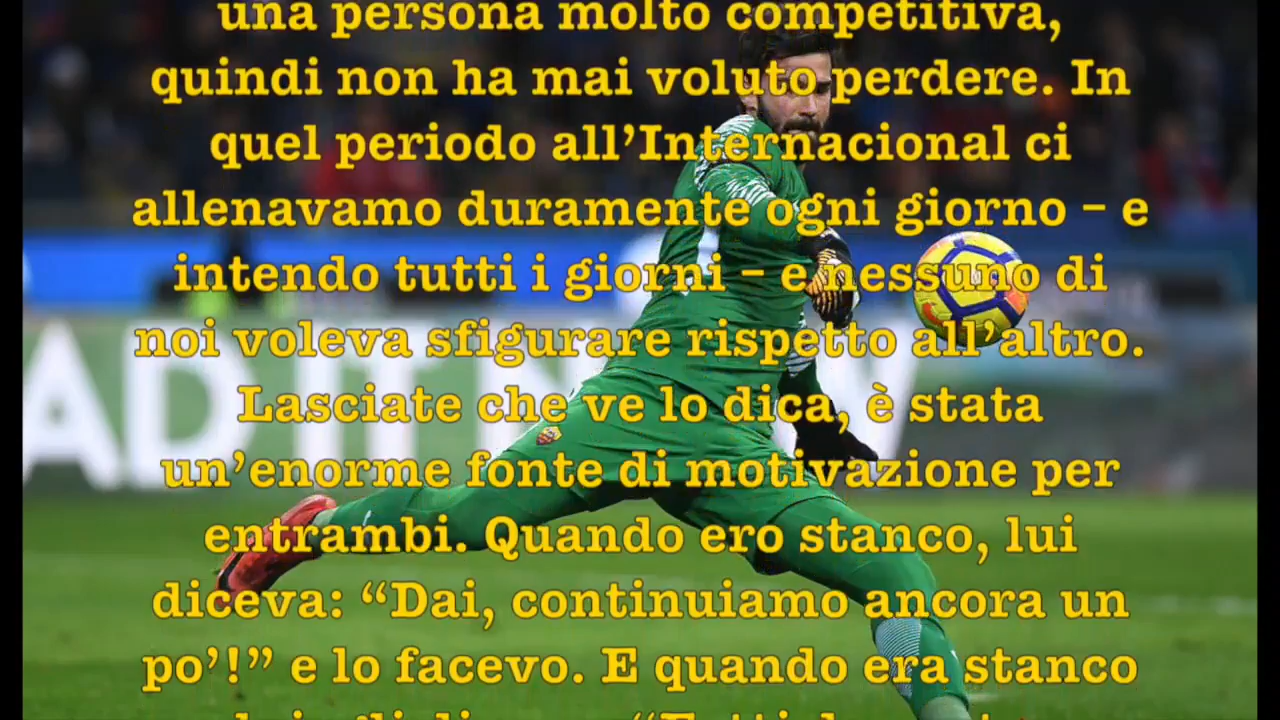 una persona molto competitiva,
quindi non ha mai voluto perdere. In
quel periodo all’Internacional ci
allenavamo duramente ogni giorno – e
intendo tutti i giorni – e nessuno di
noi voleva sfigurare rispetto all’altro.
Lasciate che ve lo dica, è stata
un’enorme fonte di motivazione per
entrambi. Quando ero stanco, lui
diceva: “Dai, continuiamo ancora un
po’!” e lo facevo. E quando era stanco
AD IT N W